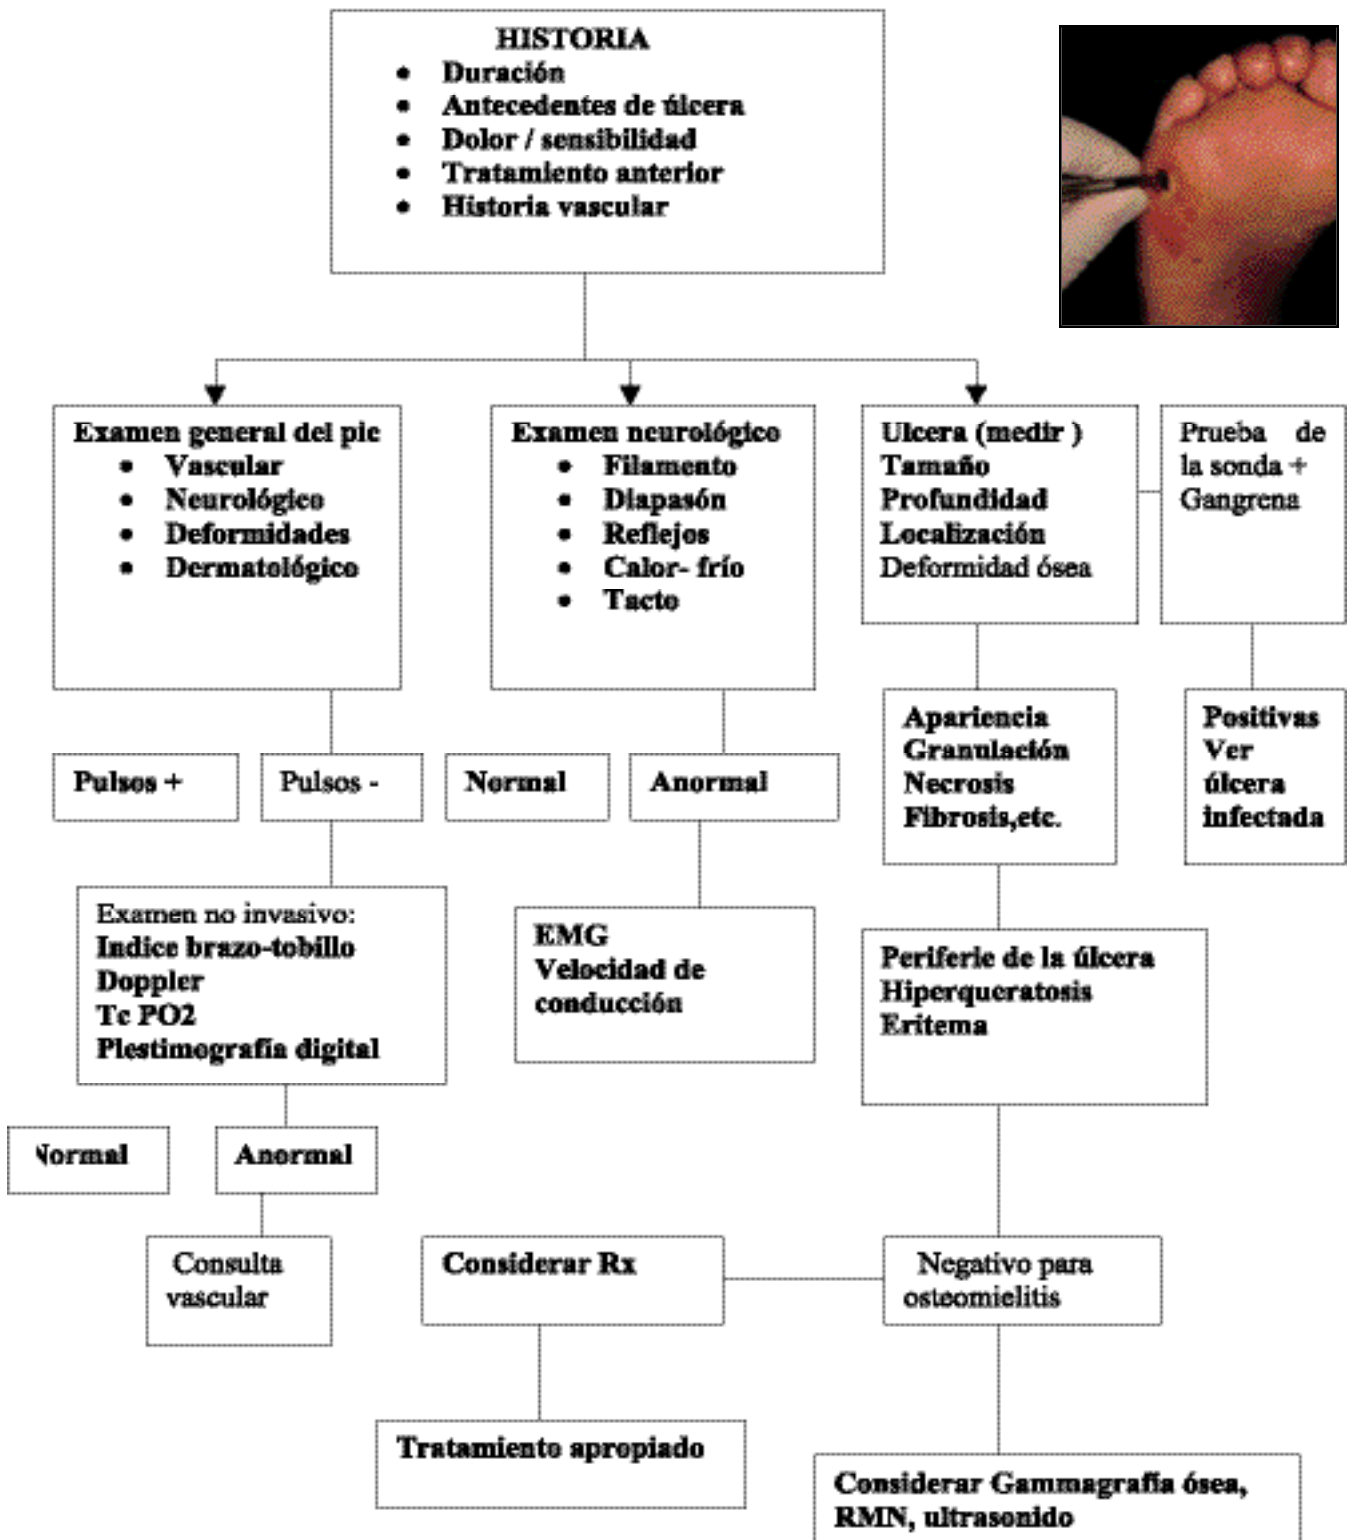 HISTORIA
• Duración
• Antecedentes de úlcera
• Dolor / sensibilidad
• Tratamiento anterior
• Historia vascular
Examen general del pie
• Vascular
• Neurológico
• Deformidades
• Dermatológico
Examen neurológico
• Filamento
• Diapasón
• Reflejos
• Calor- frío
• Tacto
Ulcera (medir )
Tamaño
Profundidad
Localización
Deformidad ósea
Prueba de
la sonda +
Gangrena
Pulsos +
Pulsos -
Normal
Anormal
Apariencia
Granulación
Necrosis
Fibrosis,etc.
Positivas
Ver
úlcera
infectada
Examen no invasivo:
Indice brazo-tobillo
Doppler
Tc PO2
Plestimografía digital
EMG
Velocidad de
conducción
Periferie de la úlcera
Hiperqueratosis
Eritema
Normal
Anormal
Consulta
vascular
Considerar Rx
Negativo para
osteomielitis
Tratamiento apropiado
Considerar Gammagrafía ósea,
RMN, ultrasonido